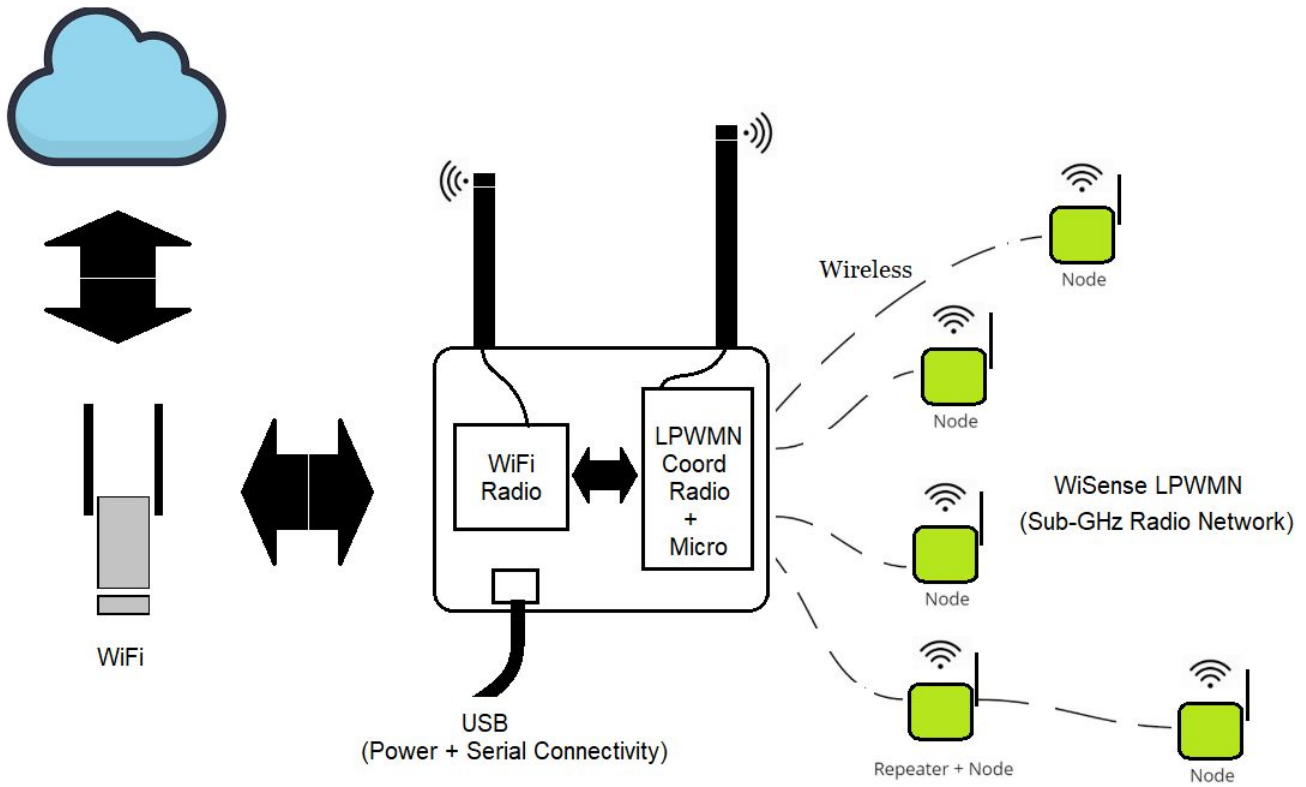 Wireless
Node
Node
WiFi
Radio
LPWMN
Coord
Radio
+
Micro
WiSense LPWMN
(Sub-GHz Radio Network)
Node
WiFi
USB
(Power + Serial Connectivity)
Repeater + Node
Node